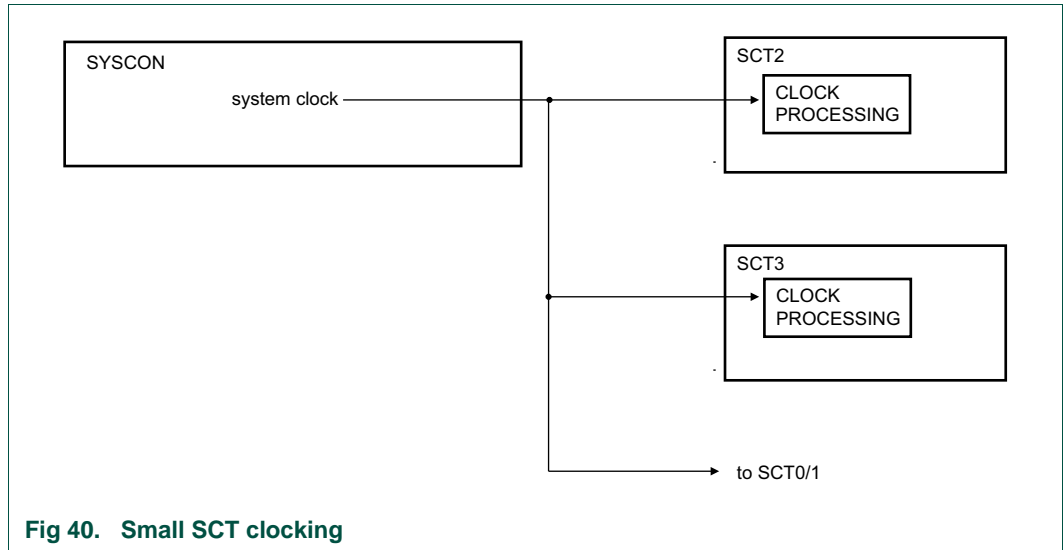 SYSCON
system clock
SCT2
CLOCK
PROCESSING
SCT3
CLOCK
PROCESSING
to SCT0/1
Fig 40. Small SCT clocking